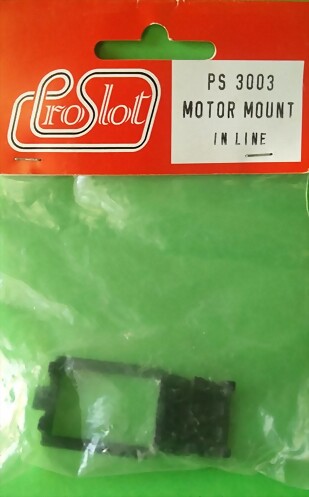 ProSlot
PS 3003
MOTOR MOUNT
IN LINE